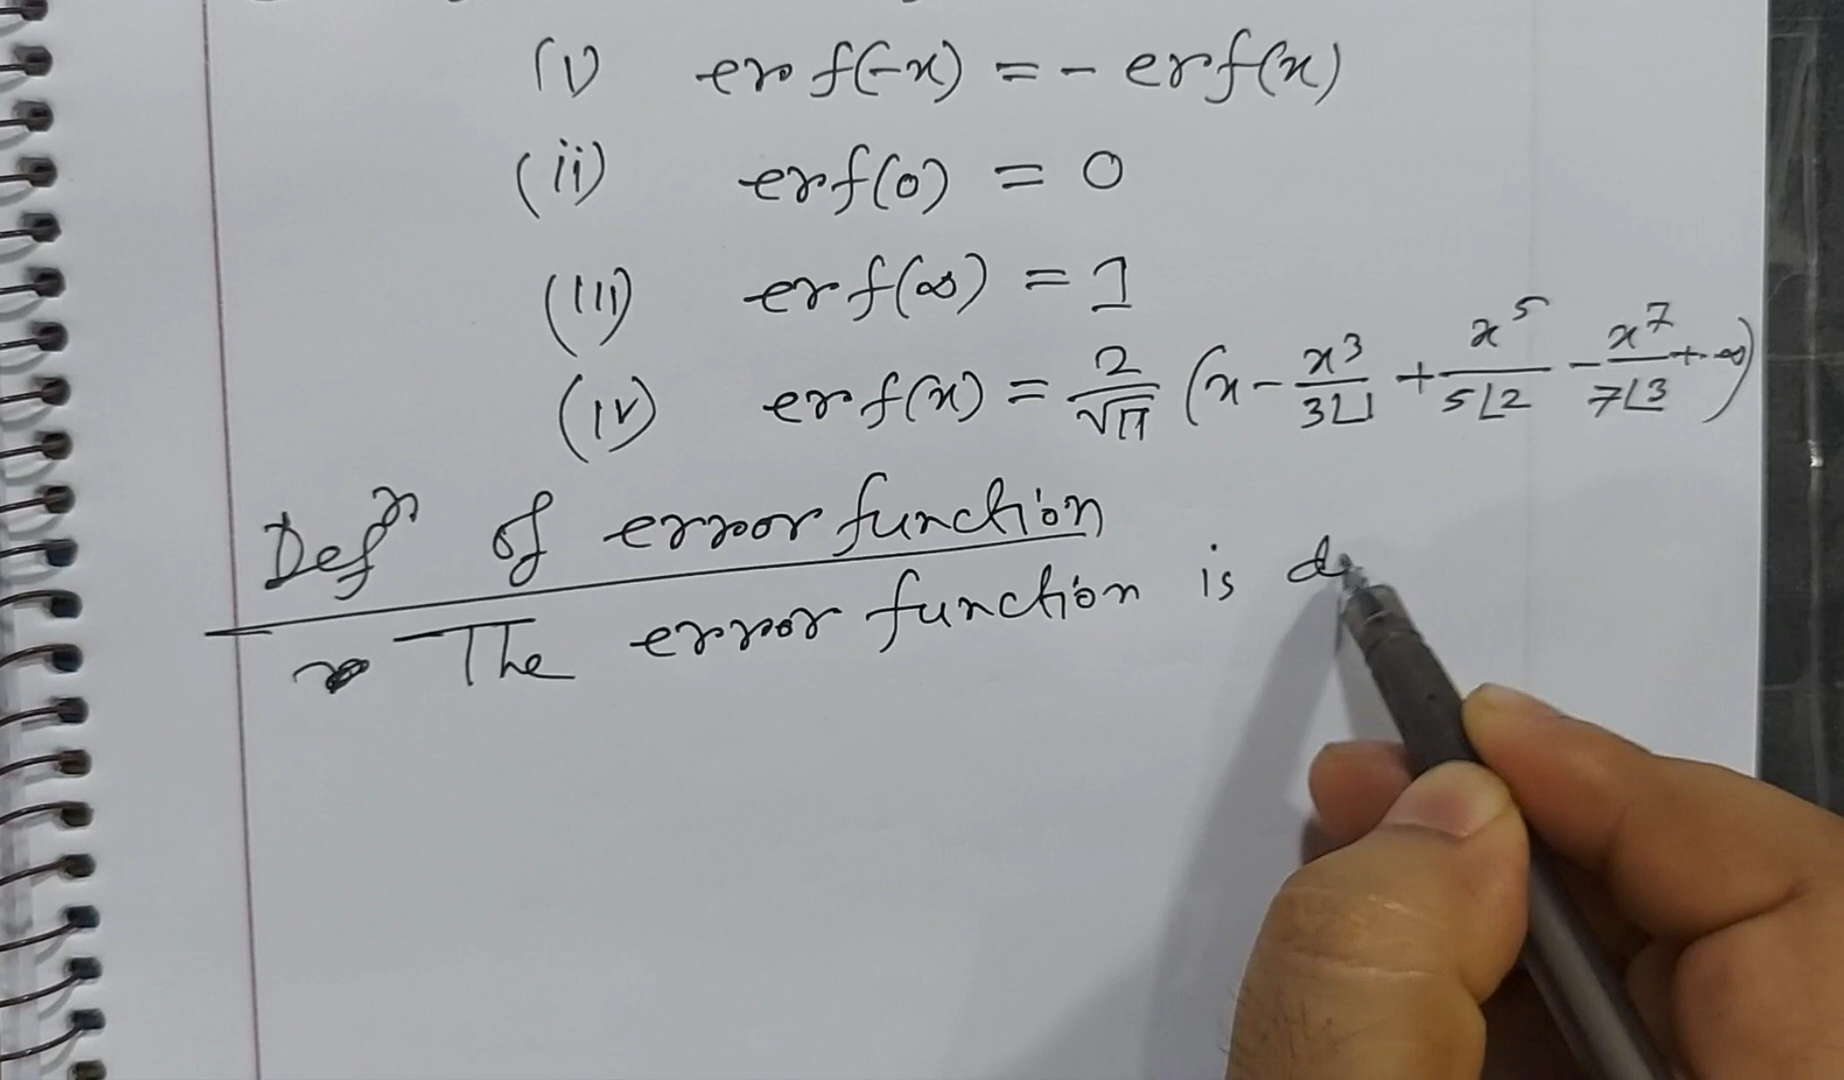 (i) erf(-x) = - erf(x)
(ii) erf(0) = 0
(iii) erf(∞) = 1
(iv) erf(x) = 2/√π (x - x³/3∟1 + x⁵/5∟2 - x⁷/7∟3 + -- ∞)
Defⁿ of error function
The error function is d